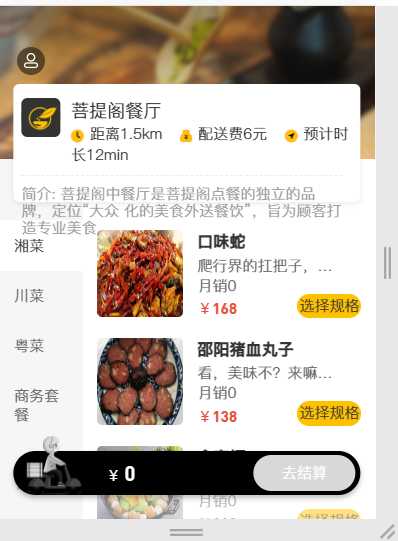 菩提阁餐厅
距离1.5km 配送费6元 预计时
长12min
简介: 菩提阁中餐厅是菩提阁点餐的独立的品
牌，定位“大众 化的美食外送餐饮”，旨为顾客打
造专业美食
湘菜
川菜
粤菜
商务套
餐
口味蛇
爬行界的扛把子，...
月销0
￥168
选择规格
邵阳猪血丸子
看，美味不？来嘛...
月销0
￥138
选择规格
￥ 0
去结算
月销0
选择规格